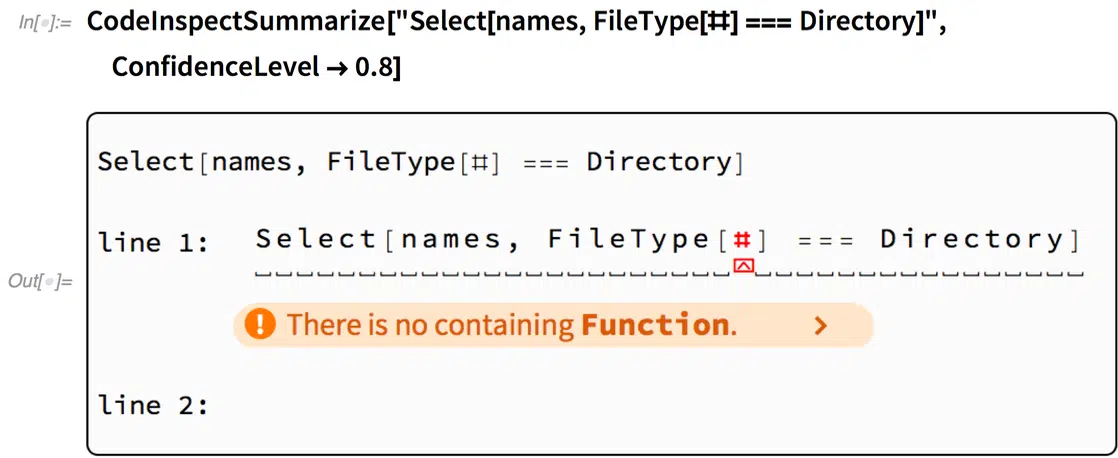 In[•]:= CodeInspectSummarize["Select[names, FileType[#] === Directory]",
ConfidenceLevel → 0.8]
Select[names, FileType[#] === Directory]
line 1: Select[names, FileType[#] === Directory]
There is no containing Function. >
Out[•]=
line 2: